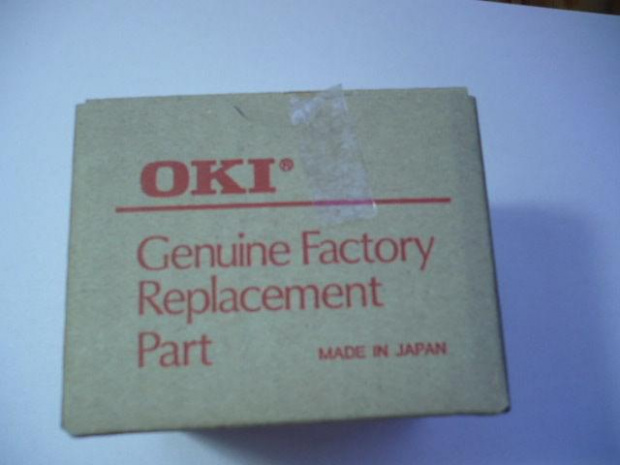 OKI®
Genuine Factory
Replacement
Part
MADE IN JAPAN